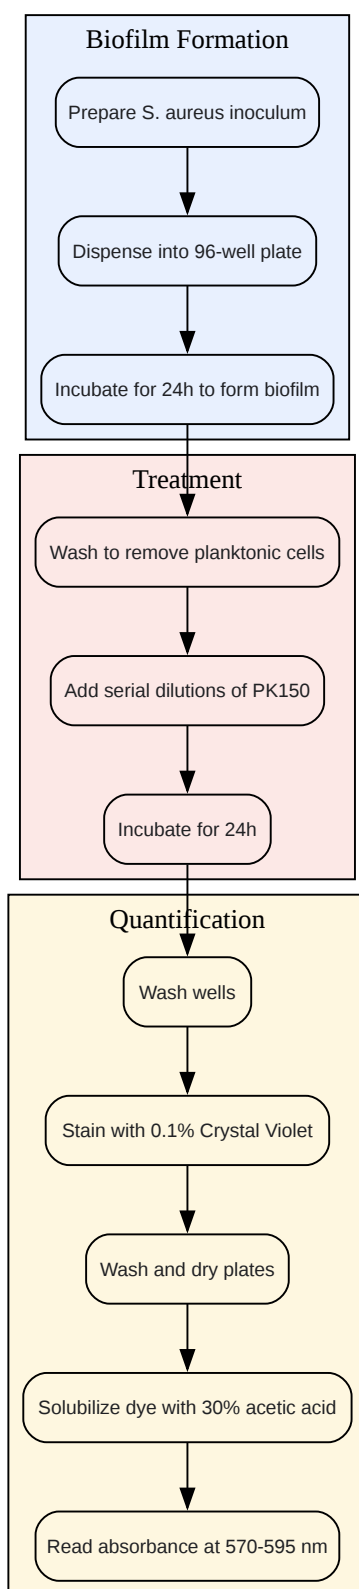 Biofilm Formation
Prepare S. aureus inoculum
Dispense into 96-well plate
Incubate for 24h to form biofilm
Treatment
Wash to remove planktonic cells
Add serial dilutions of PK150
Incubate for 24h
Quantification
Wash wells
Stain with 0.1% Crystal Violet
Wash and dry plates
Solubilize dye with 30% acetic acid
Read absorbance at 570-595 nm